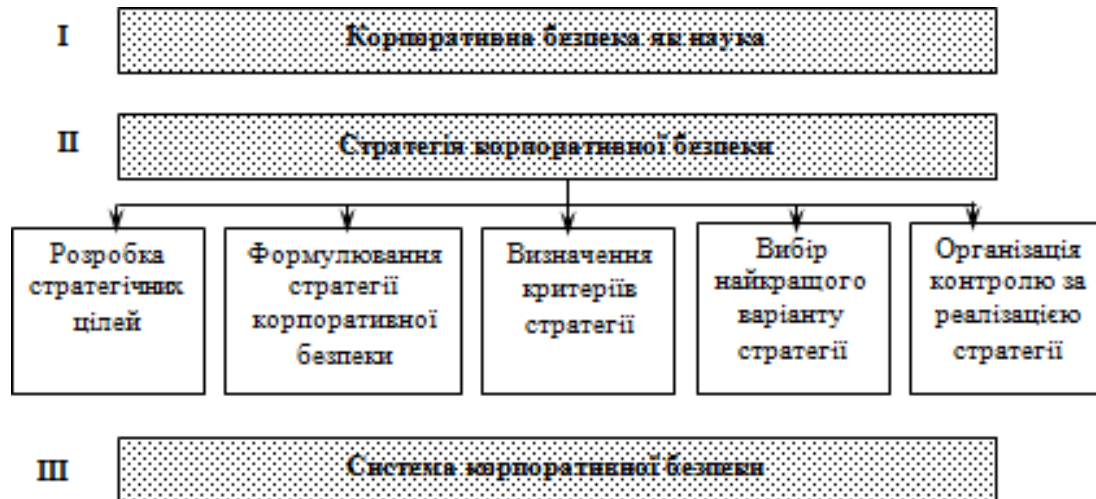 I
Корпоративна безпека як наука
II
Стратегія корпоративної безпеки
Розробка
стратегічних
цілей
Формулювання
стратегії
корпоративної
безпеки
Визначення
критеріїв
стратегії
Вибір
найкращого
варіанту
стратегії
Організація
контролю за
реалізацією
стратегії
III
Система корпоративної безпеки